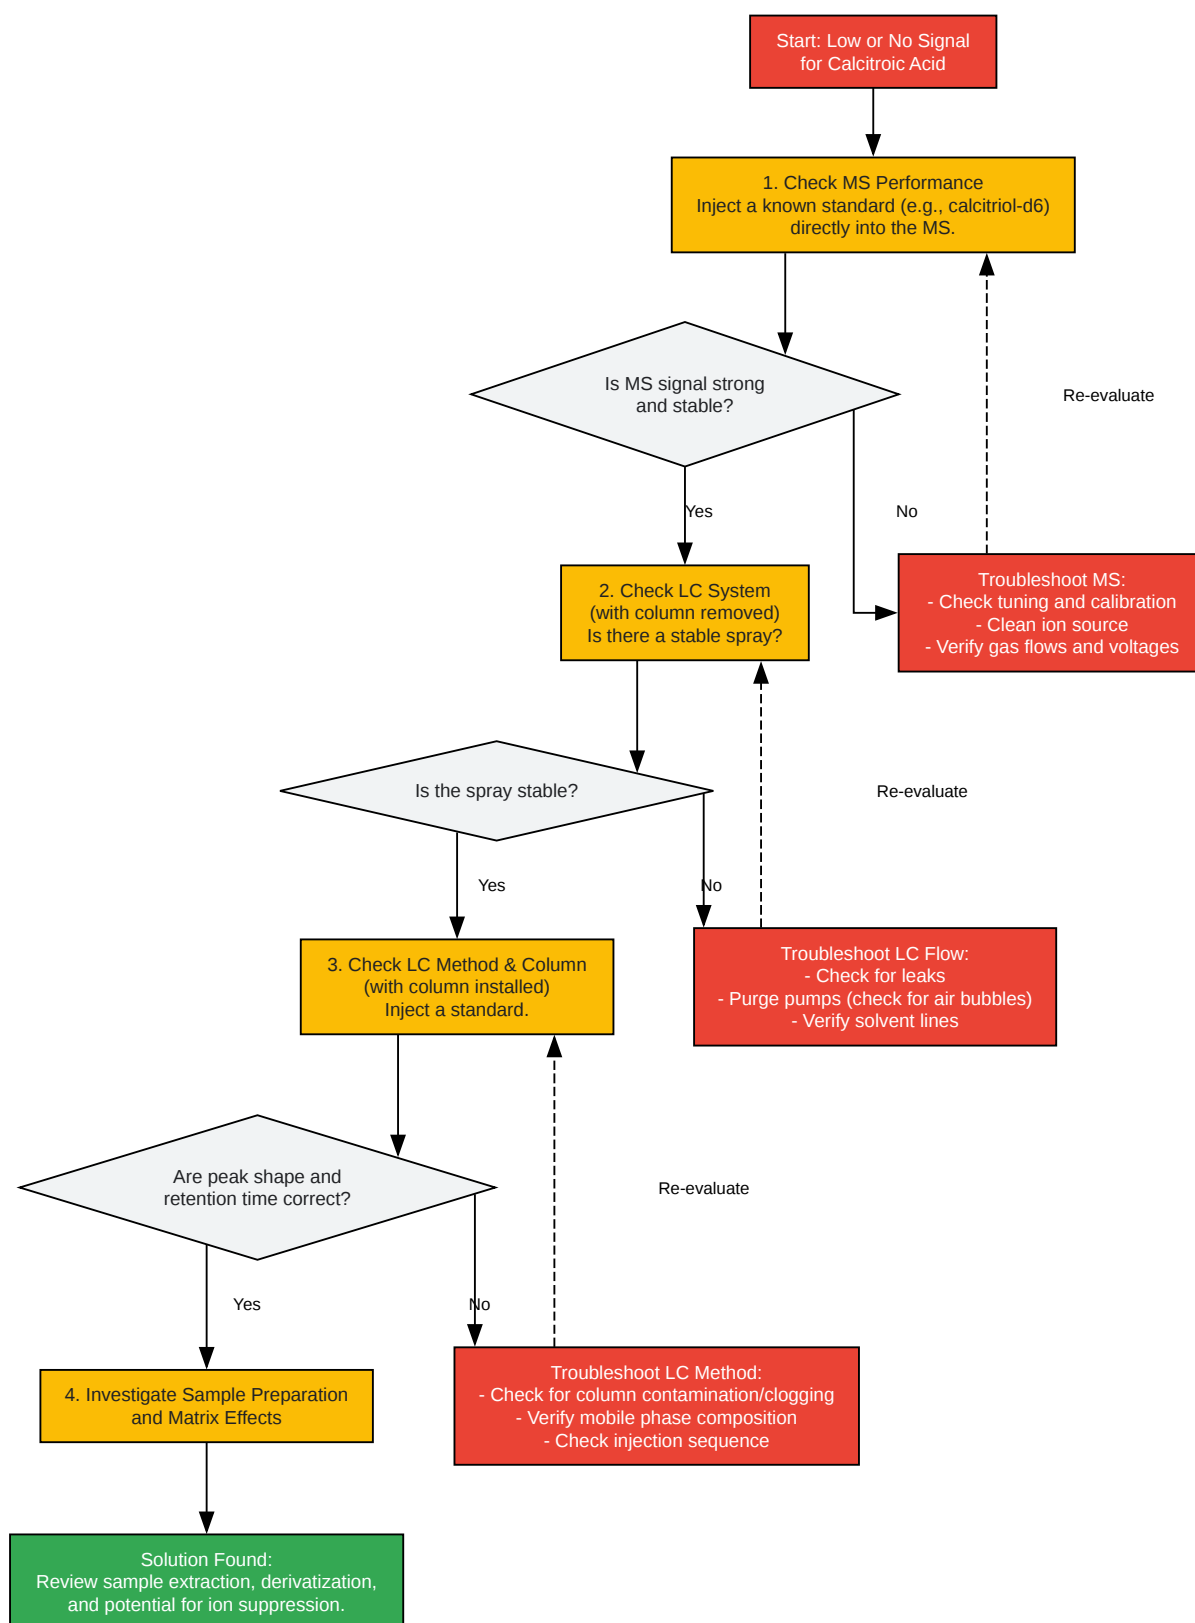 Start: Low or No Signal
for Calcitroic Acid
1. Check MS Performance
Inject a known standard (e.g., calcitriol-d6)
directly into the MS.
Is MS signal strong
and stable?
Re-evaluate
Yes
No
2. Check LC System
(with column removed)
Is there a stable spray?
Troubleshoot MS:
- Check tuning and calibration
- Clean ion source
- Verify gas flows and voltages
Is the spray stable?
Re-evaluate
Yes
No
3. Check LC Method & Column
(with column installed)
Inject a standard.
Troubleshoot LC Flow:
- Check for leaks
- Purge pumps (check for air bubbles)
- Verify solvent lines
Are peak shape and
retention time correct?
Re-evaluate
Yes
No
4. Investigate Sample Preparation
and Matrix Effects
Troubleshoot LC Method:
- Check for column contamination/clogging
- Verify mobile phase composition
- Check injection sequence
Solution Found:
Review sample extraction, derivatization,
and potential for ion suppression.